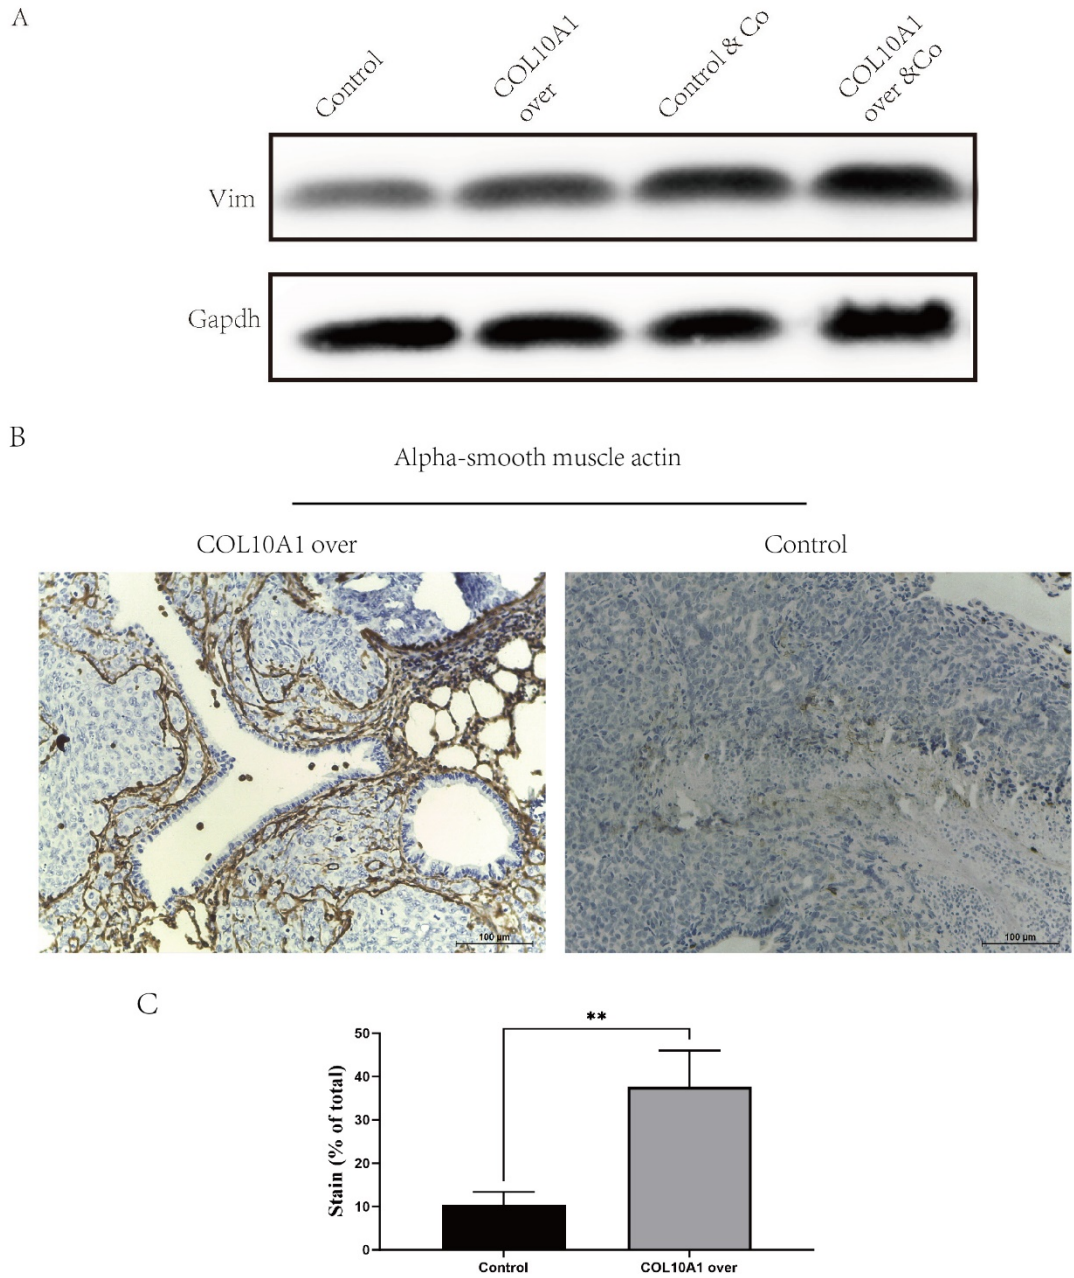 A
Control
COL10A1
over
Control & Co
COL10A1
over &Co
Vim
Gapdh
B
Alpha-smooth muscle actin
COL10A1 over
Control
100 µm
100 µm
C
**
50
40
30
20
10
0
Stain (% of total)
Control
COL10A1 over